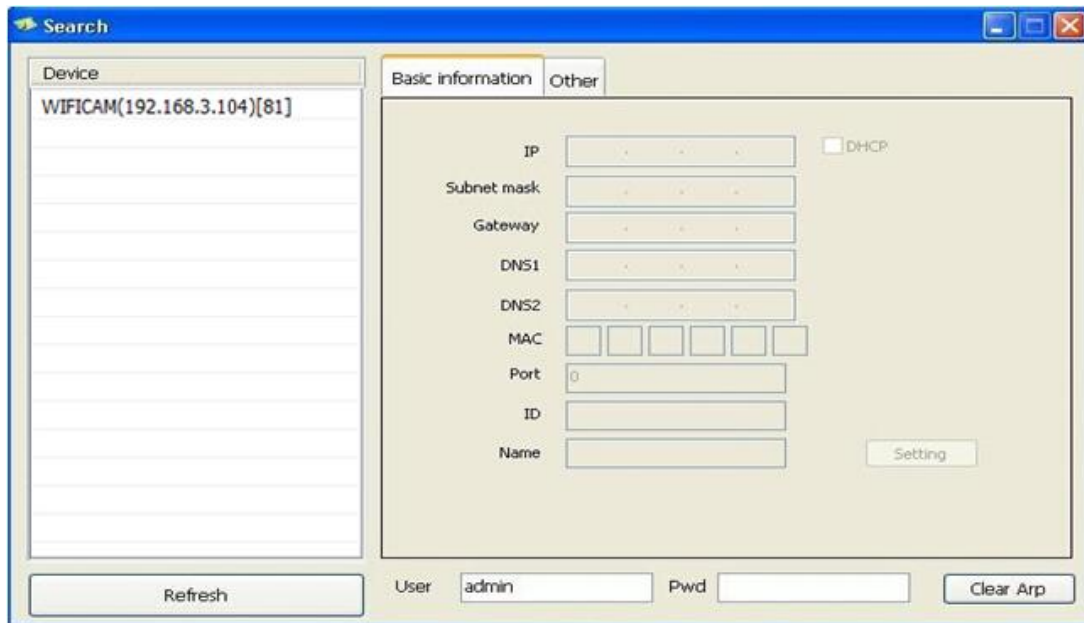 Search
Device
WIFICAM(192.168.3.104)[81]
Refresh
Basic information
Other
IP
DHCP
Subnet mask
Gateway
DNS1
DNS2
MAC
Port
0
ID
Name
Setting
User
admin
Pwd
Clear Arp